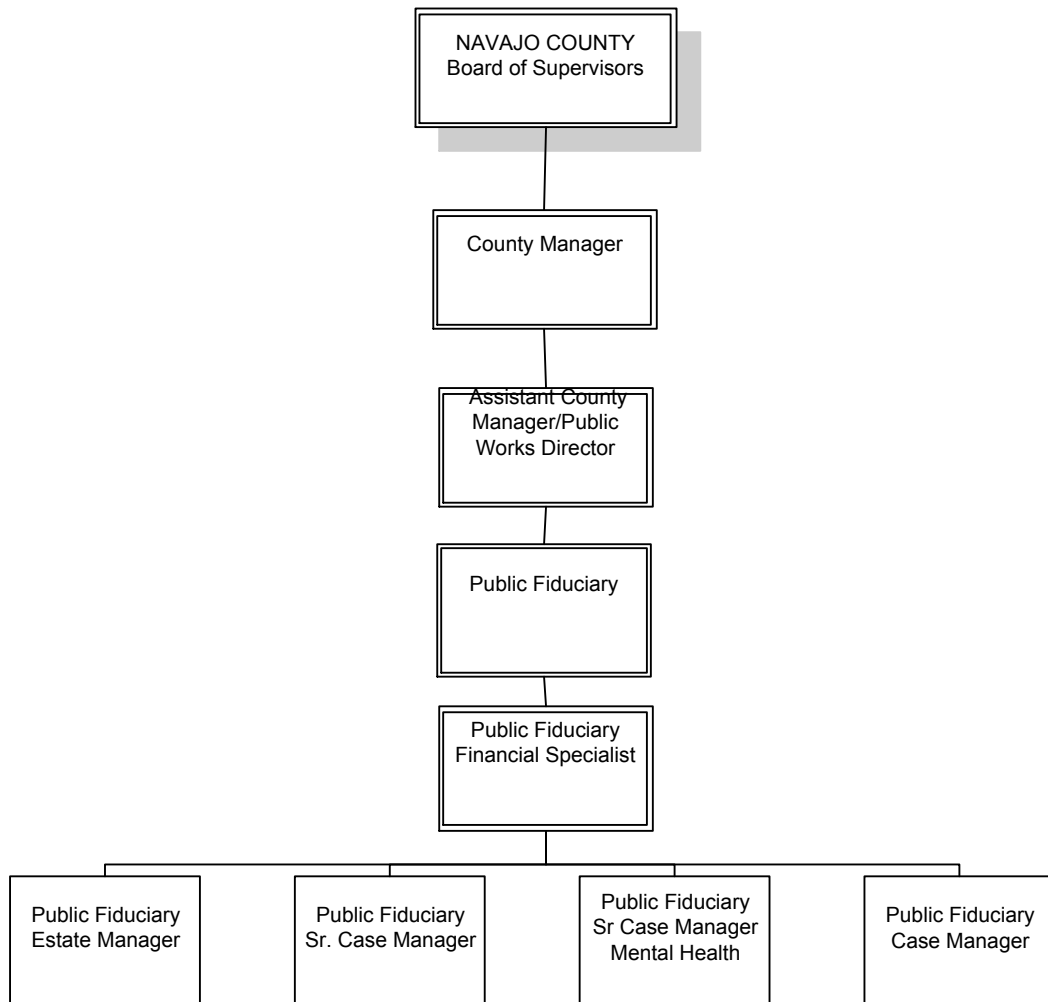 NAVAJO COUNTY
Board of Supervisors
County Manager
Assistant County
Manager/Public
Works Director
Public Fiduciary
Public Fiduciary
Financial Specialist
Public Fiduciary
Estate Manager
Public Fiduciary
Sr. Case Manager
Public Fiduciary
Sr Case Manager
Mental Health
Public Fiduciary
Case Manager